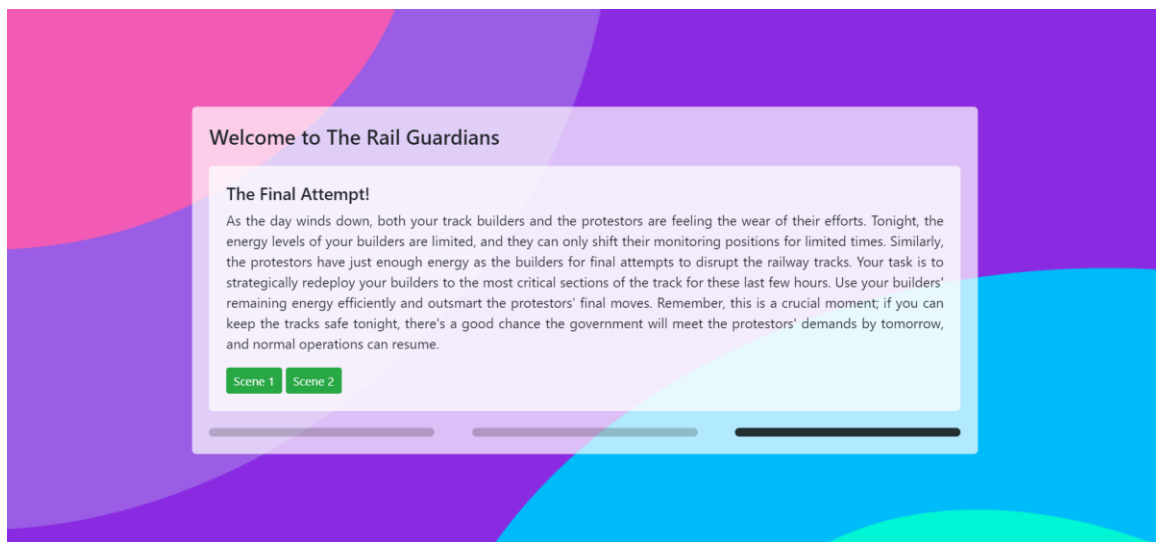 Welcome to The Rail Guardians
The Final Attempt!
As the day winds down, both your track builders and the protestors are feeling the wear of their efforts. Tonight, the
energy levels of your builders are limited, and they can only shift their monitoring positions for limited times. Similarly,
the protestors have just enough energy as the builders for final attempts to disrupt the railway tracks. Your task is to
strategically redeploy your builders to the most critical sections of the track for these last few hours. Use your builders'
remaining energy efficiently and outsmart the protestors' final moves. Remember, this is a crucial moment; if you can
keep the tracks safe tonight, there's a good chance the government will meet the protestors' demands by tomorrow,
and normal operations can resume.
Scene 1 Scene 2